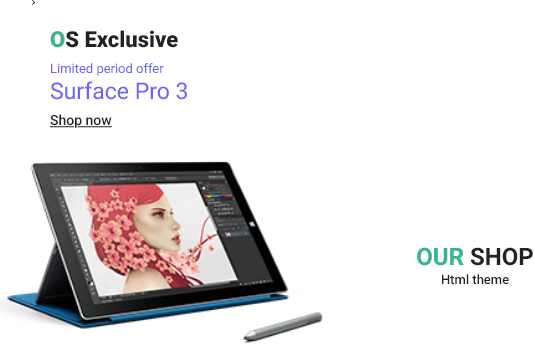 OS Exclusive
Limited period offer
Surface Pro 3
Shop now
OUR SHOP
Html theme